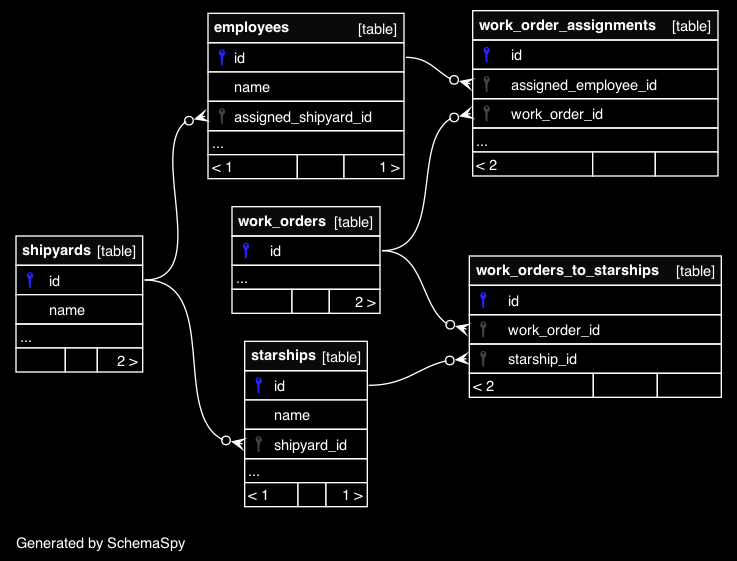 employees [table]
id
name
assigned_shipyard_id
...
< 1 1 >
work_order_assignments [table]
id
assigned_employee_id
work_order_id
...
< 2
work_orders [table]
id
...
2 >
shipyards [table]
id
name
...
2 >
work_orders_to_starships [table]
id
work_order_id
starship_id
< 2
starships [table]
id
name
shipyard_id
...
< 1 1 >
Generated by SchemaSpy